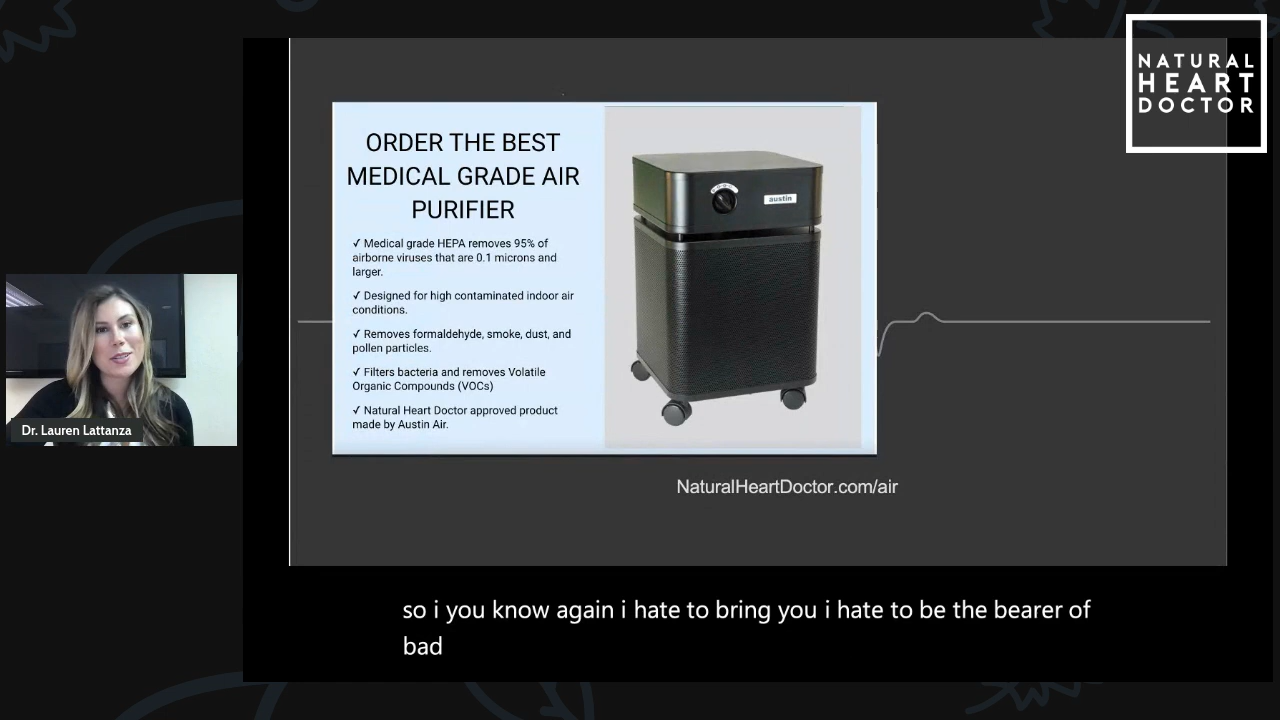 NATURAL
HEART
DOCTOR
ORDER THE BEST
MEDICAL GRADE AIR
PURIFIER
✓ Medical grade HEPA removes 95% of
airborne viruses that are 0.1 microns and
larger.
✓ Designed for high contaminated indoor air
conditions.
✓ Removes formaldehyde, smoke, dust, and
pollen particles.
✓ Filters bacteria and removes Volatile
Organic Compounds (VOCs)
✓ Natural Heart Doctor approved product
made by Austin Air.
austin
Dr. Lauren Lattanza
NaturalHeartDoctor.com/air
so i you know again i hate to bring you i hate to be the bearer of
bad